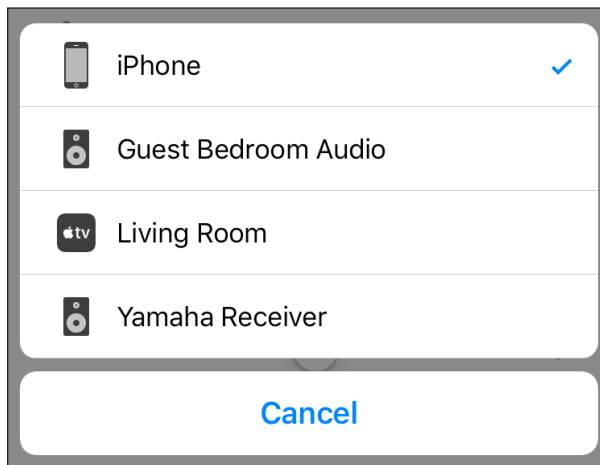 iPhone
Guest Bedroom Audio
tv
Living Room
Yamaha Receiver
Cancel